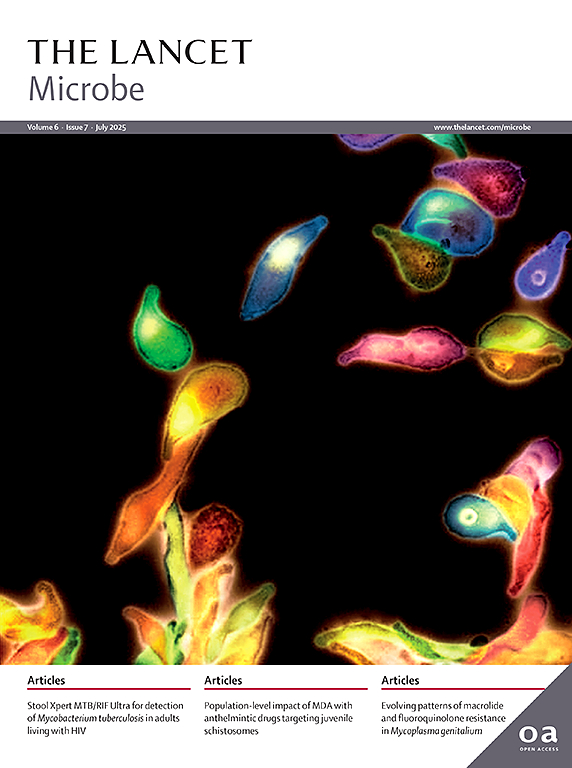 THE LANCET
Microbe
Volume 6 · Issue 7 · July 2025
www.thelancet.com/microbe
Articles
Stool Xpert MTB/RIF Ultra for detection
of Mycobacterium tuberculosis in adults
living with HIV
Articles
Population-level impact of MDA with
anthelmintic drugs targeting juvenile
schistosomes
Articles
Evolving patterns of macrolide
and fluoroquinolone resistance
in Mycoplasma genitalium
oa
OPEN ACCESS